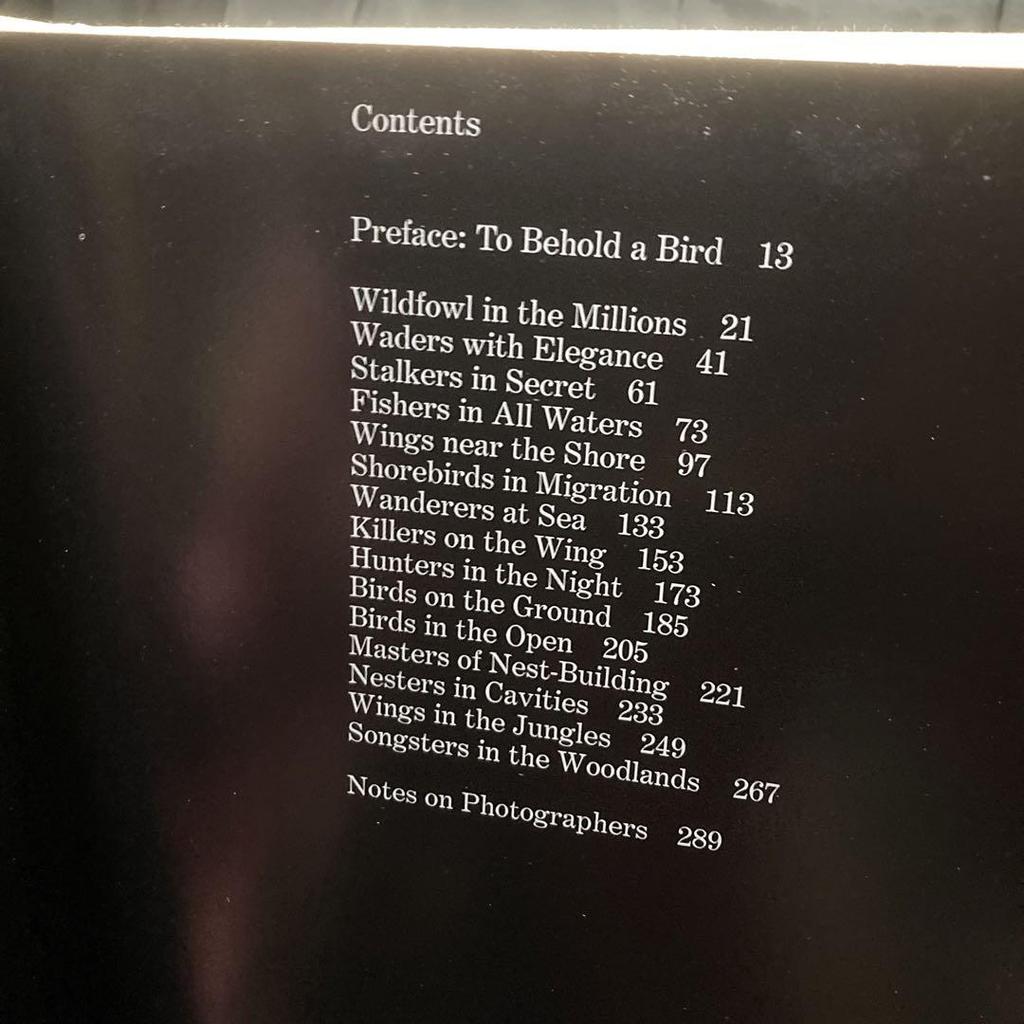 Contents
Preface: To Behold a Bird 13
Wildfowl in the Millions 21
Waders with Elegance 41
Stalkers in Secret 61
Fishers in All Waters 73
Wings near the Shore 97
Shorebirds in Migration 113
Wanderers at Sea 133
Killers on the Wing 153
Hunters in the Night 173
Birds on the Ground 185
Birds in the Open 205
Masters of Nest-Building 221
Nesters in Cavities 233
Wings in the Jungles 249
Songsters in the Woodlands 267
Notes on Photographers 289